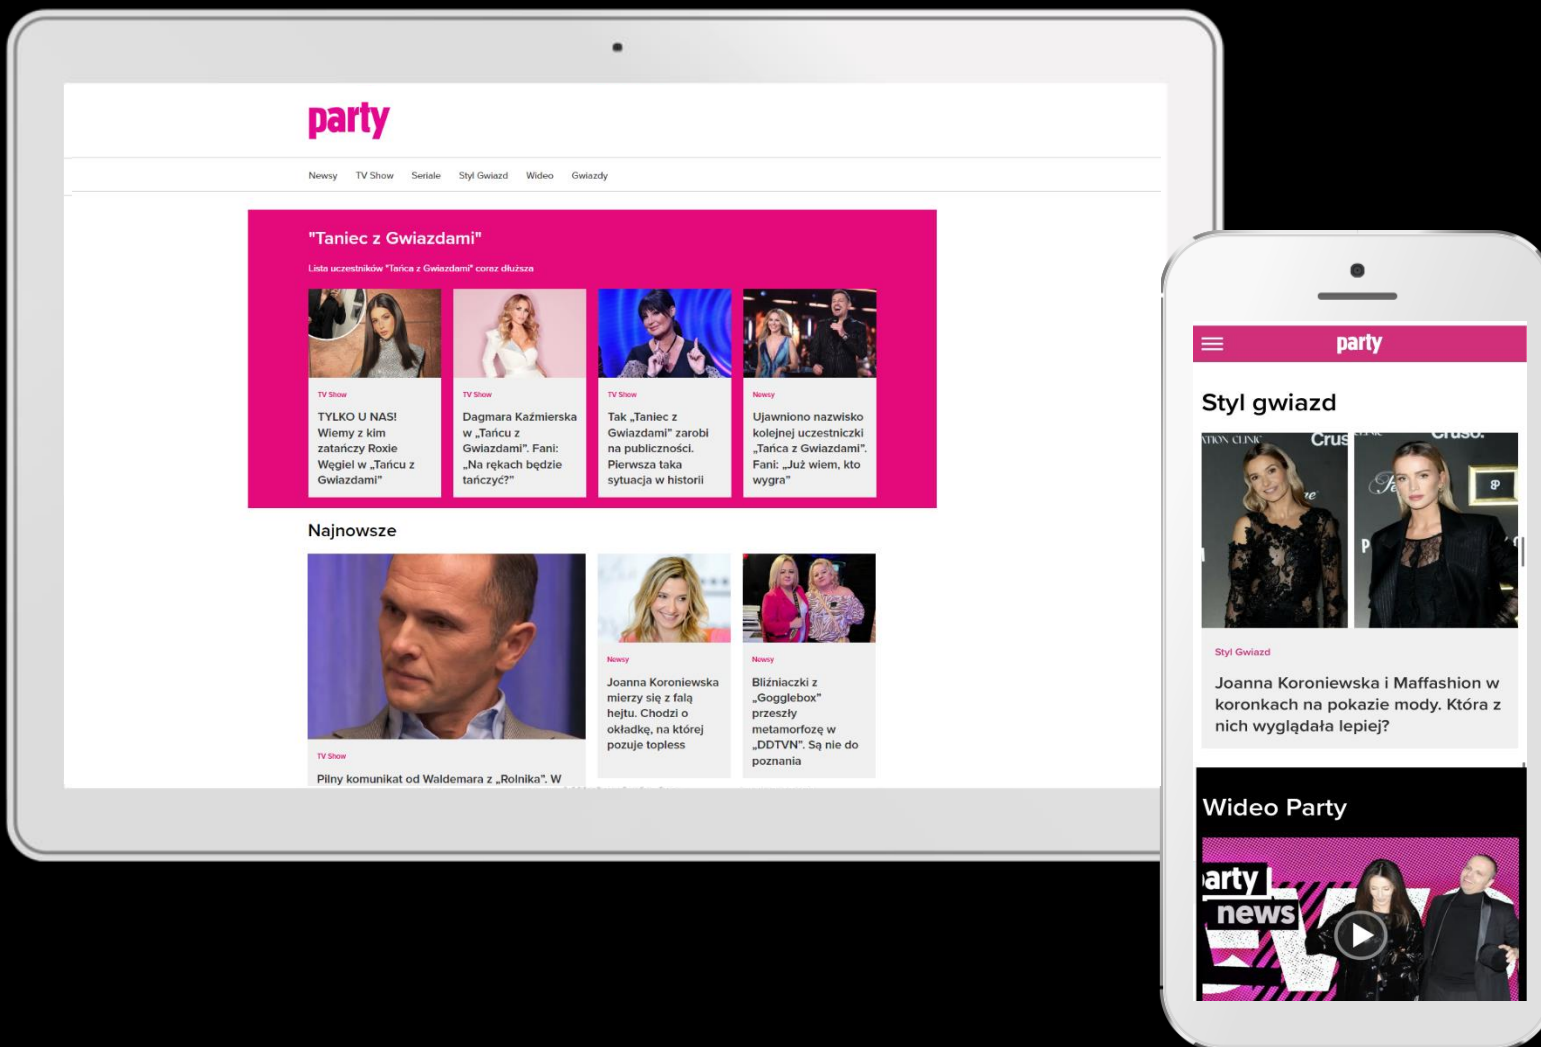 party
Newsy TV Show Seriale Styl Gwiazd Wideo Gwiazdy
"Taniec z Gwiazdami"
Lista uczestników "Tańca z Gwiazdami" coraz dłuższa
TV Show
TYLKO U NAS!
Wiemy z kim
zatańczy Roxie
Węgiel w „Tańcu z
Gwiazdami”
TV Show
Dagmara Kaźmierska
w „Tańcu z
Gwiazdami”. Fani:
„Na rękach będzie
tańczyć?”
TV Show
Tak „Taniec z
Gwiazdami” zarobi
na publiczności.
Pierwsza taka
sytuacja w historii
Newsy
Ujawniono nazwisko
kolejnej uczestniczki
„Tańca z Gwiazdami”.
Fani: „Już wiem, kto
wygra”
Najnowsze
TV Show
Pilny komunikat od Waldemara z „Rolnika”. W
Newsy
Joanna Koroniewska
mierzy się z falą
hejtu. Chodzi o
okładkę, na której
pozuje topless
Newsy
Bliźniaczki z
„Gogglebox”
przeszły
metamorfozę w
„DDTVN”. Są nie do
poznania
party
Styl gwiazd
Styl Gwiazd
Joanna Koroniewska i Maffashion w
koronkach na pokazie mody. Która z
nich wyglądała lepiej?
Wideo Party
arty
news